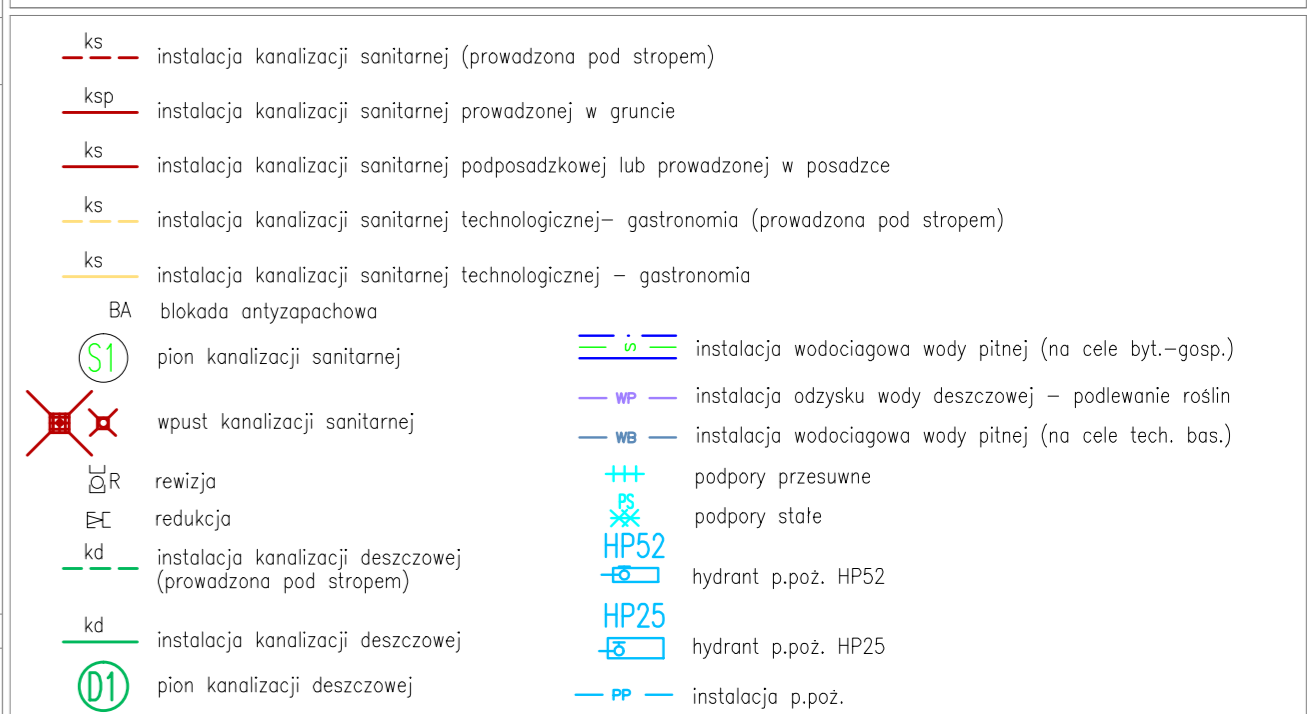 ks
instalacja kanalizacji sanitarnej (prowadzona pod stropem)
ksp
instalacja kanalizacji sanitarnej prowadzonej w gruncie
ks
instalacja kanalizacji sanitarnej podposadzkowej lub prowadzonej w posadzce
ks
instalacja kanalizacji sanitarnej technologicznej– gastronomia (prowadzona pod stropem)
ks
instalacja kanalizacji sanitarnej technologicznej – gastronomia
BA blokada antyzapachowa
S1 pion kanalizacji sanitarnej
wpust kanalizacji sanitarnej
R rewizja
redukcja
kd
instalacja kanalizacji deszczowej
(prowadzona pod stropem)
kd
instalacja kanalizacji deszczowej
D1 pion kanalizacji deszczowej
S instalacja wodociagowa wody pitnej (na cele byt.–gosp.)
WP instalacja odzysku wody deszczowej – podlewanie roślin
WB instalacja wodociagowa wody pitnej (na cele tech. bas.)
podpory przesuwne
PS
podpory stałe
HP52
hydrant p.poż. HP52
HP25
hydrant p.poż. HP25
PP instalacja p.poż.